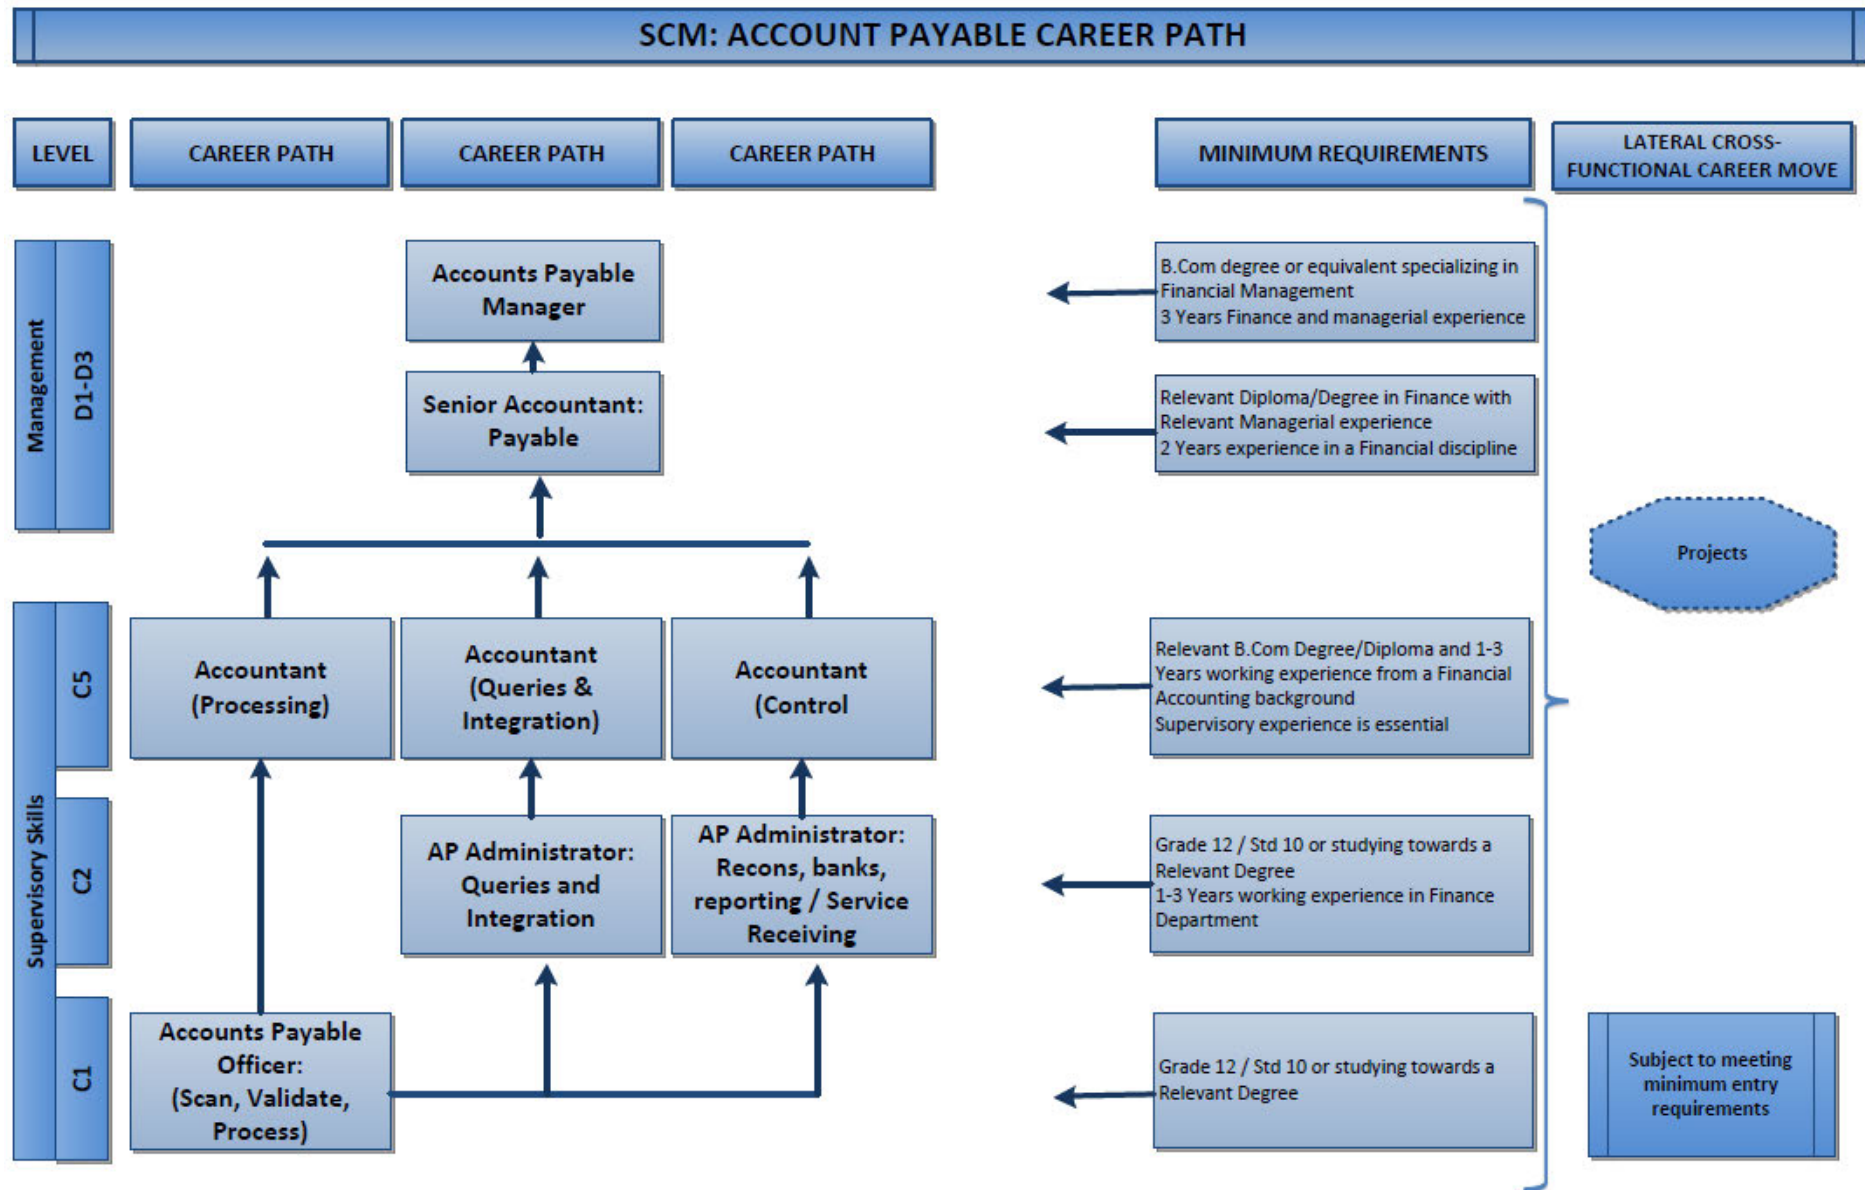 SCM: ACCOUNT PAYABLE CAREER PATH
LEVEL
CAREER PATH
CAREER PATH
CAREER PATH
MINIMUM REQUIREMENTS
LATERAL CROSS-
FUNCTIONAL CAREER MOVE
Management
D1-D3
Accounts Payable
Manager
B.Com degree or equivalent specializing in
Financial Management
3 Years Finance and managerial experience
Senior Accountant:
Payable
Relevant Diploma/Degree in Finance with
Relevant Managerial experience
2 Years experience in a Financial discipline
Projects
Supervisory Skills
C5
Accountant
(Processing)
Accountant
(Queries &
Integration)
Accountant
(Control
Relevant B.Com Degree/Diploma and 1-3
Years working experience from a Financial
Accounting background
Supervisory experience is essential
C2
AP Administrator:
Queries and
Integration
AP Administrator:
Recons, banks,
reporting / Service
Receiving
Grade 12 / Std 10 or studying towards a
Relevant Degree
1-3 Years working experience in Finance
Department
C1
Accounts Payable
Officer:
(Scan, Validate,
Process)
Grade 12 / Std 10 or studying towards a
Relevant Degree
Subject to meeting
minimum entry
requirements